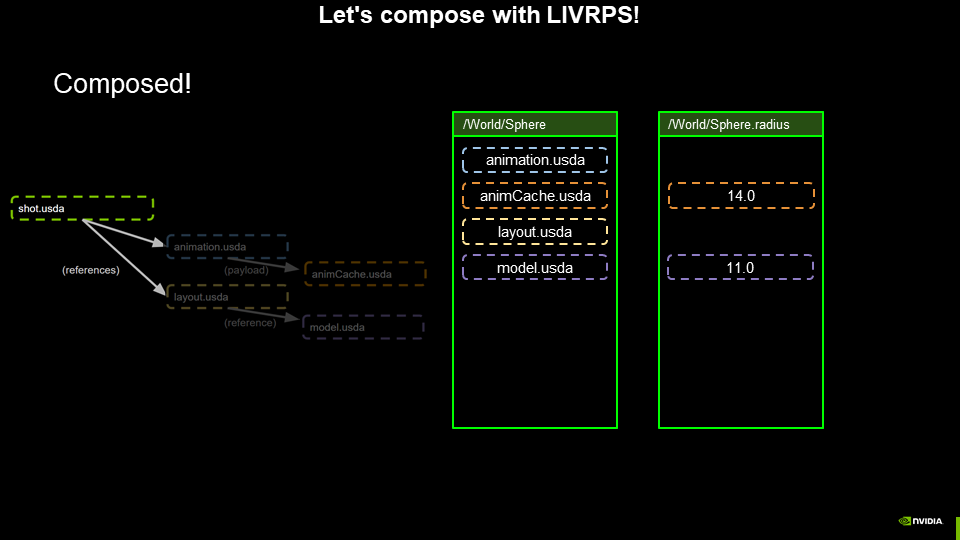 Let's compose with LIVRPS!
Composed!
/World/Sphere
/World/Sphere.radius
animation.usda
animCache.usda
14.0
layout.usda
model.usda
11.0
shot.usda
(references)
animation.usda
(payload)
animCache.usda
layout.usda
(reference)
model.usda
NVIDIA.